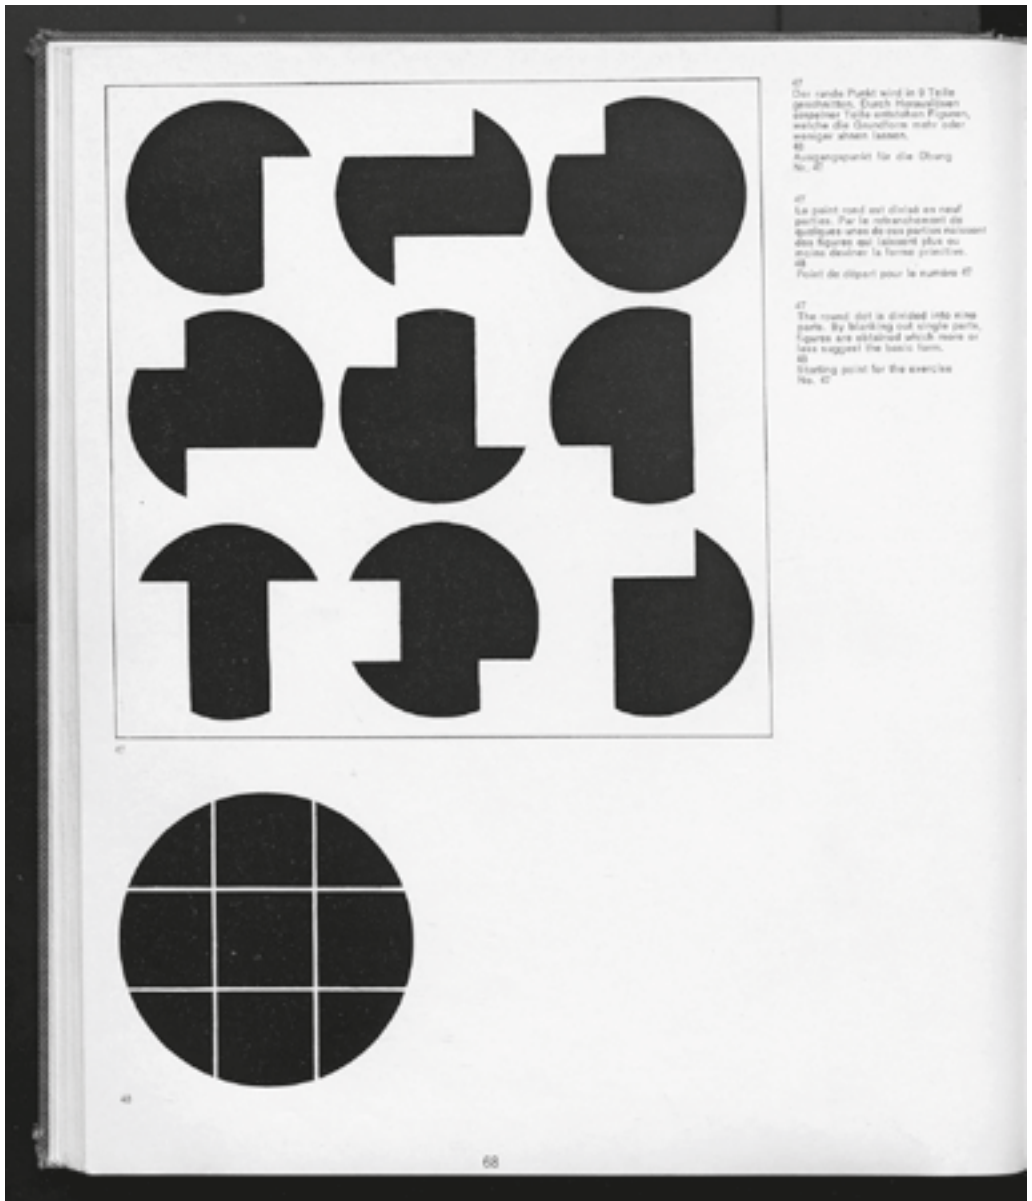 47
Der runde Punkt wird in 9 Teile
geschnitten. Durch Herauslösen
einzelner Teile entstehen Figuren,
welche die Grundform mehr oder
weniger ahnen lassen.
48
Ausgangspunkt für die Übung
Nr. 47
47
Le point rond est divisé en neuf
parties. Par le retranchement de
quelques-unes de ces parties naissent
des figures qui laissent plus ou
moins deviner la forme primitive.
48
Point de départ pour le numéro 47
47
The round dot is divided into nine
parts. By blanking out single parts,
figures are obtained which more or
less suggest the basic form.
48
Starting point for the exercise
No. 47
47
48
68